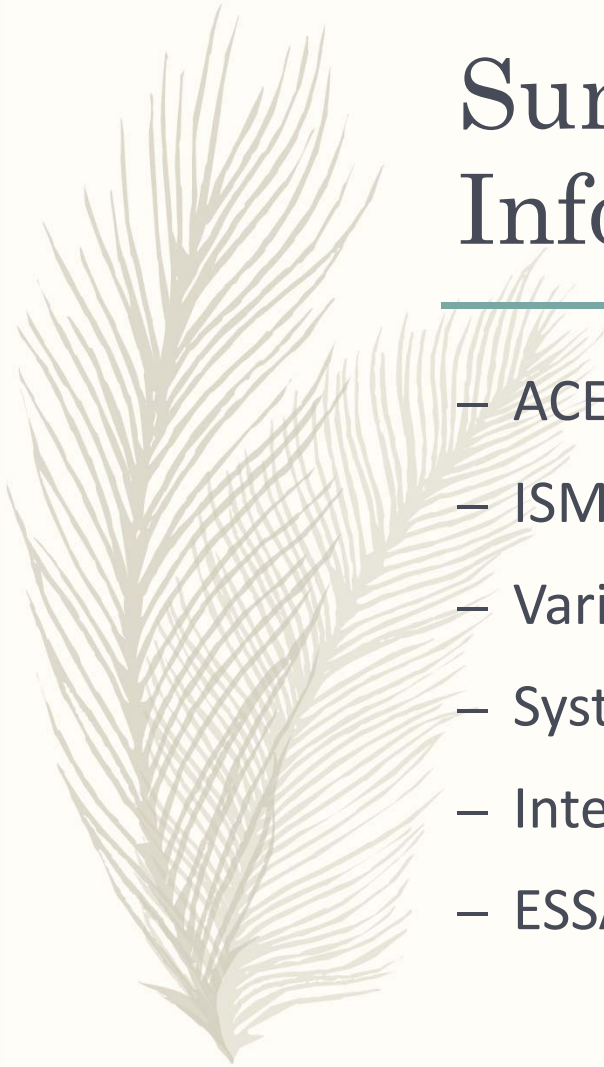 Sur
Info
– ACE
– ISM
– Vari
– Syst
– Inte
– ESSA